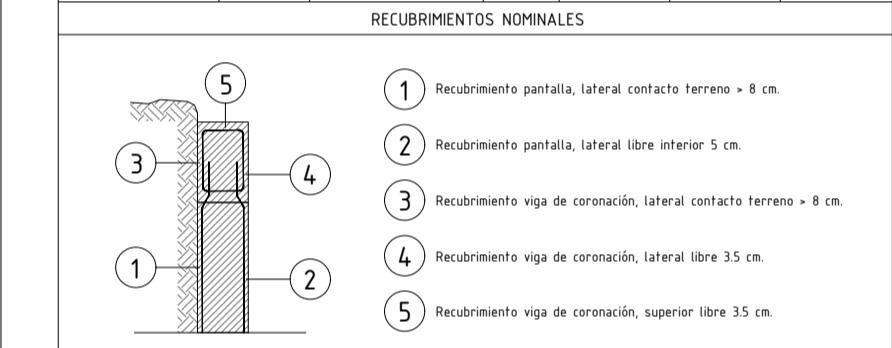 RECUBRIMIENTOS NOMINALES
5
3
4
1
2
1 Recubrimiento pantalla, lateral contacto terreno > 8 cm.
2 Recubrimiento pantalla, lateral libre interior 5 cm.
3 Recubrimiento viga de coronación, lateral contacto terreno > 8 cm.
4 Recubrimiento viga de coronación, lateral libre 3.5 cm.
5 Recubrimiento viga de coronación, superior libre 3.5 cm.